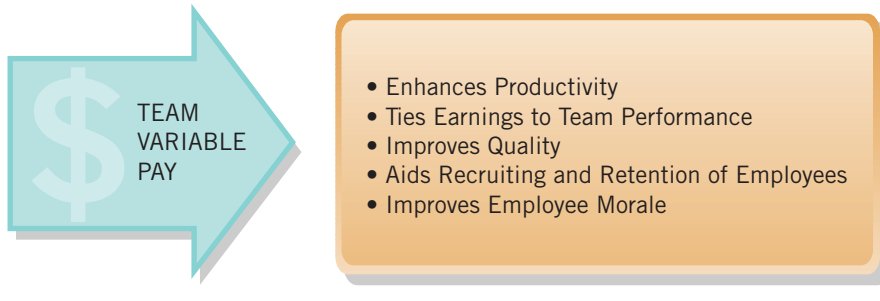 $
TEAM
VARIABLE
PAY
• Enhances Productivity
• Ties Earnings to Team Performance
• Improves Quality
• Aids Recruiting and Retention of Employees
• Improves Employee Morale